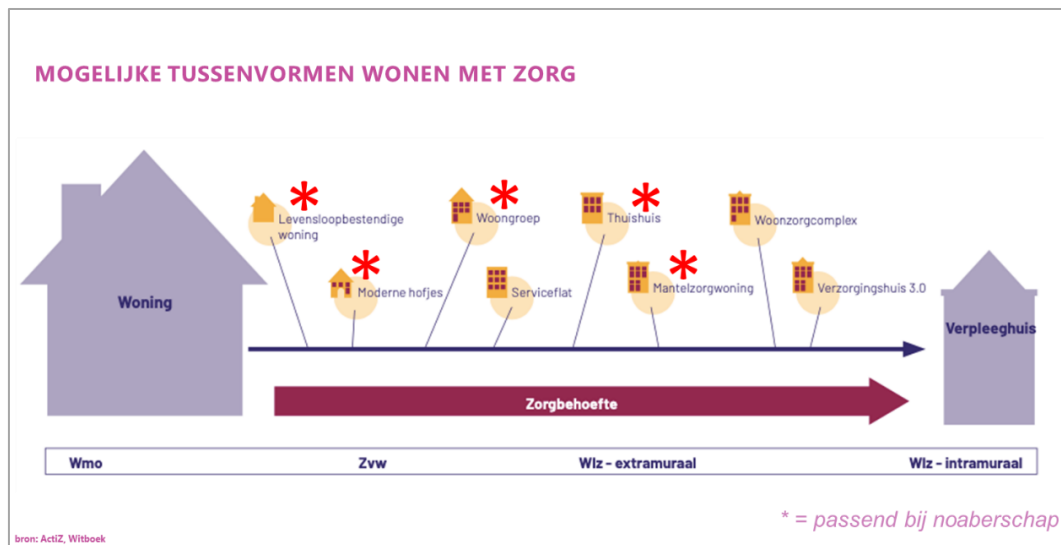 MOGELIJKE TUSSENVORMEN WONEN MET ZORG
*
Levensloopbestendige
woning
*
Woongroep
*
Thuishuis
Woonzorgcomplex
*
Moderne hofjes
Serviceflat
*
Mantelzorgwoning
Verzorgingshuis 3.0
Woning
Verpleeghuis
Zorgbehoefte
Wmo
Zvw
Wlz - extramuraal
Wlz - intramuraal
* = passend bij noaberschap
bron: ActiZ, Witboek